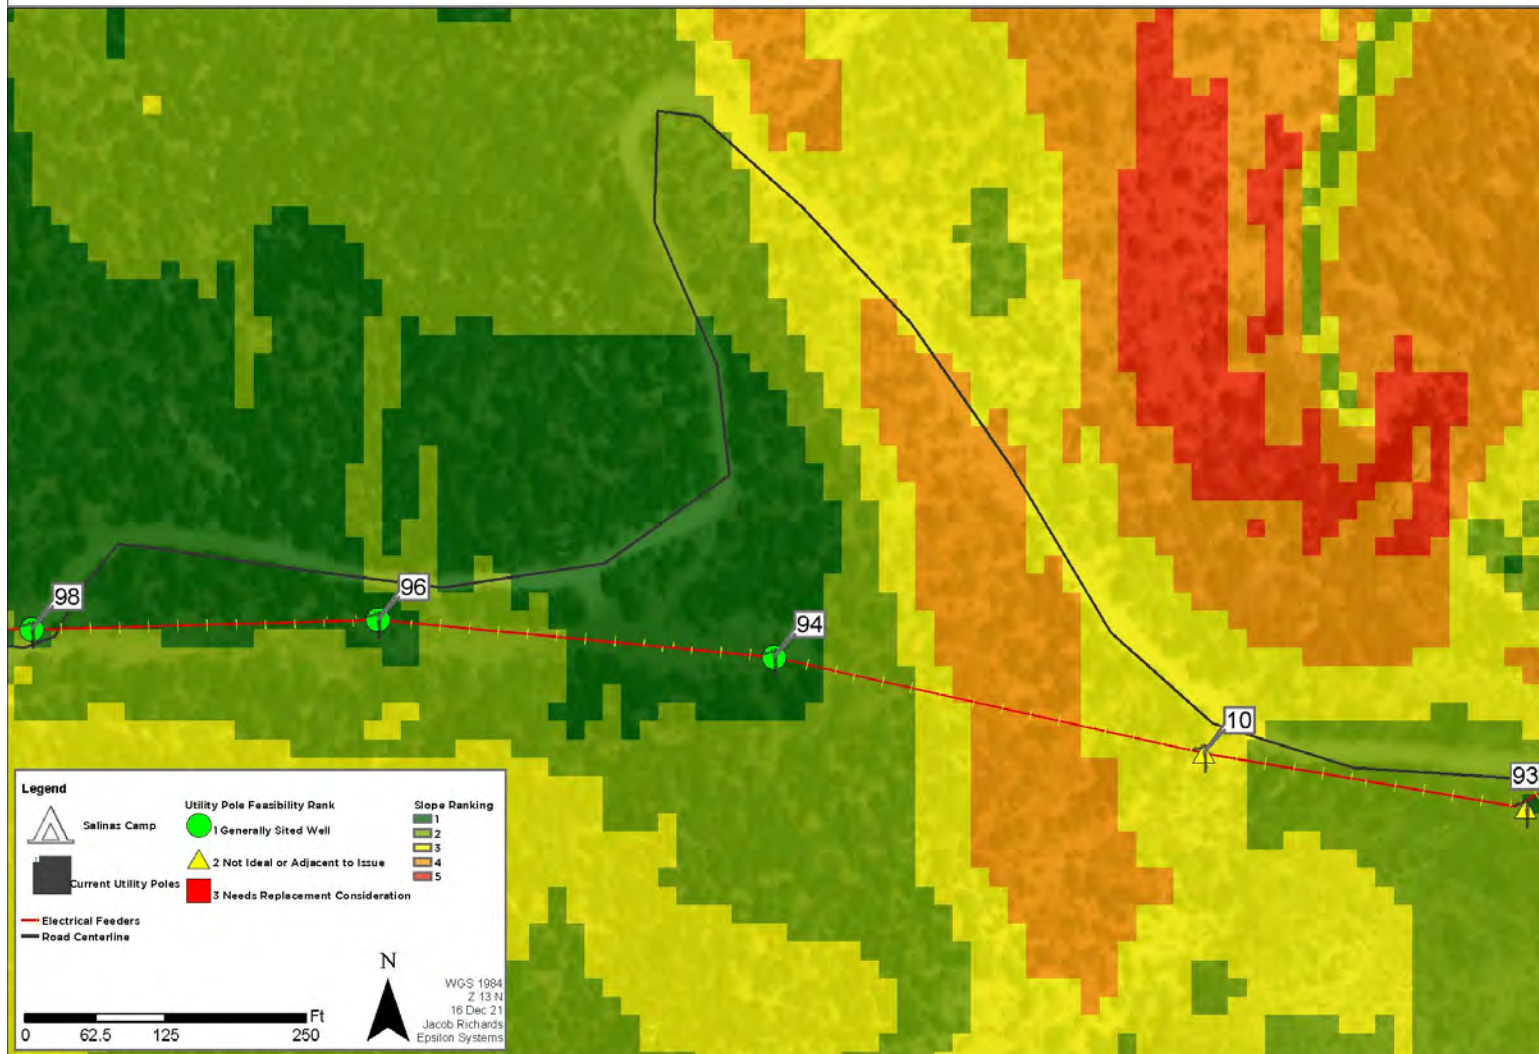 98
96
94
10
93
Legend
Salinas Camp
Current Utility Poles
Utility Pole Feasibility Rank
1 Generally Sited Well
2 Not Ideal or Adjacent to Issue
3 Needs Replacement Consideration
Slope Ranking
1
2
3
4
5
Electrical Feeders
Road Centerline
N
Ft
0 62.5 125 250
WGS 1984
Z 13 N
16 Dec 21
Jacob Richards
Epsilon Systems